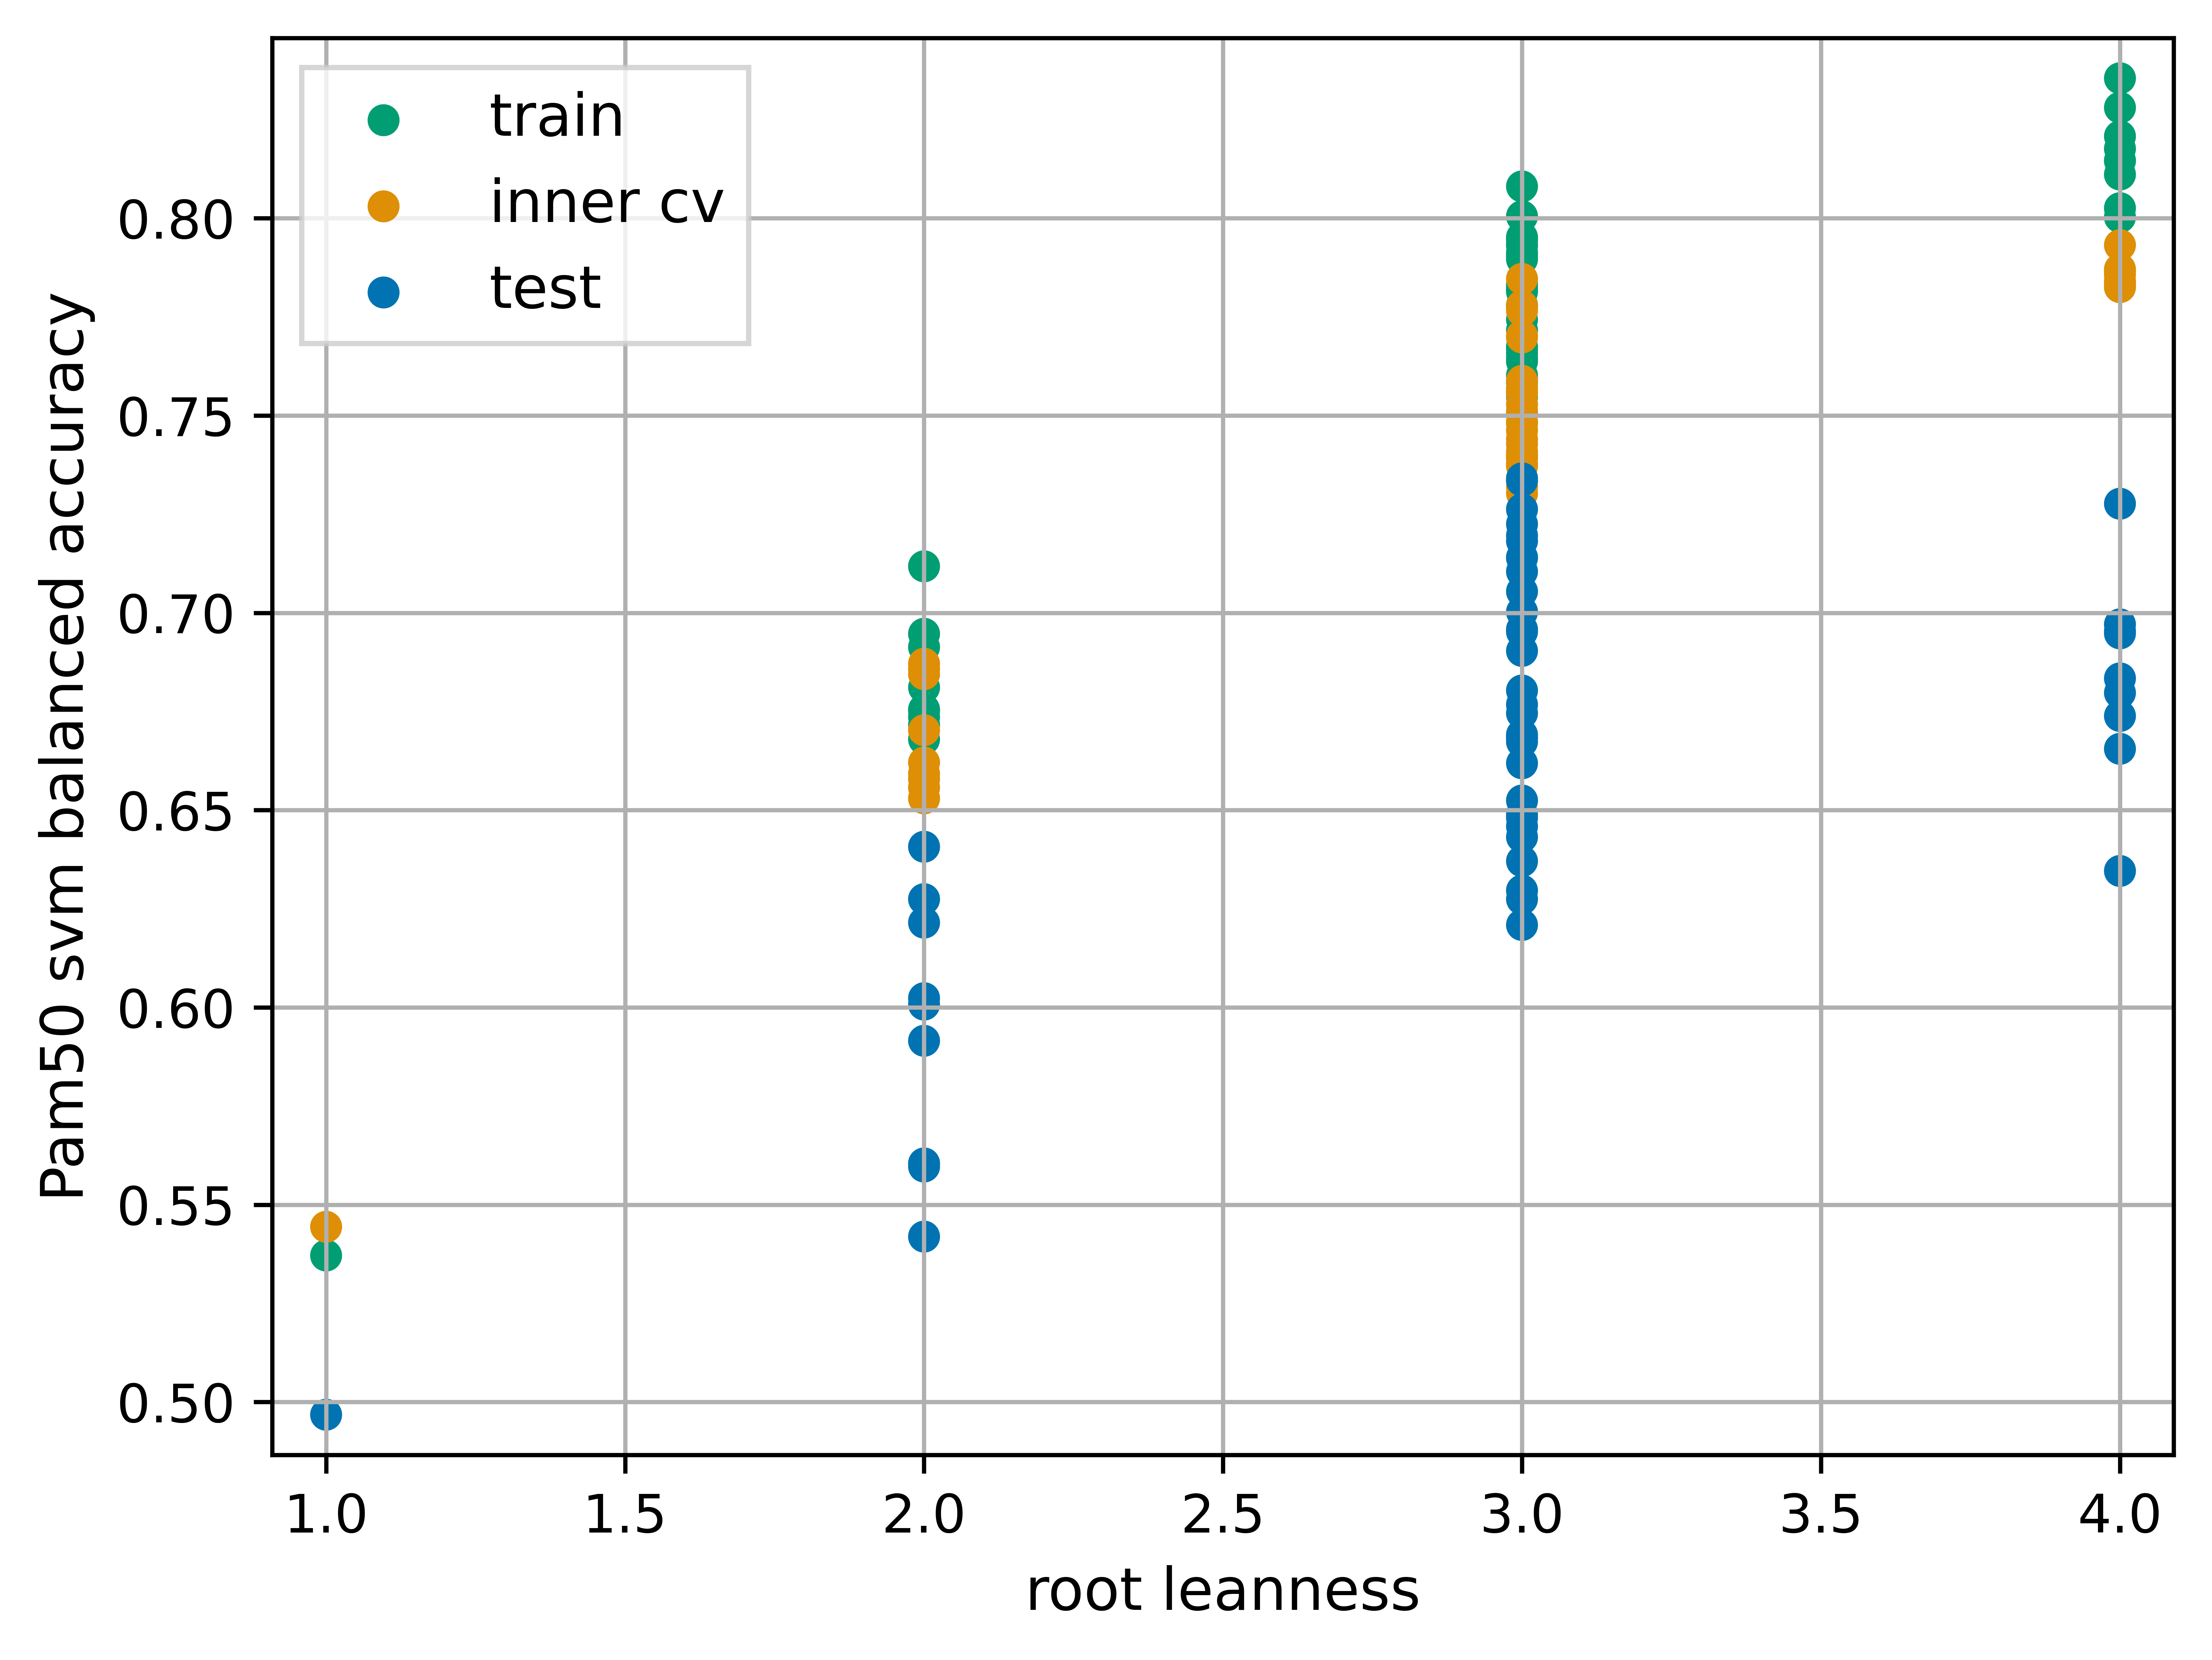 train
inner cv
test
0.80
0.75
0.70
0.65
0.60
0.55
0.50
Pam50 svm balanced accuracy
1.0
1.5
2.0
2.5
3.0
3.5
4.0
root leanness